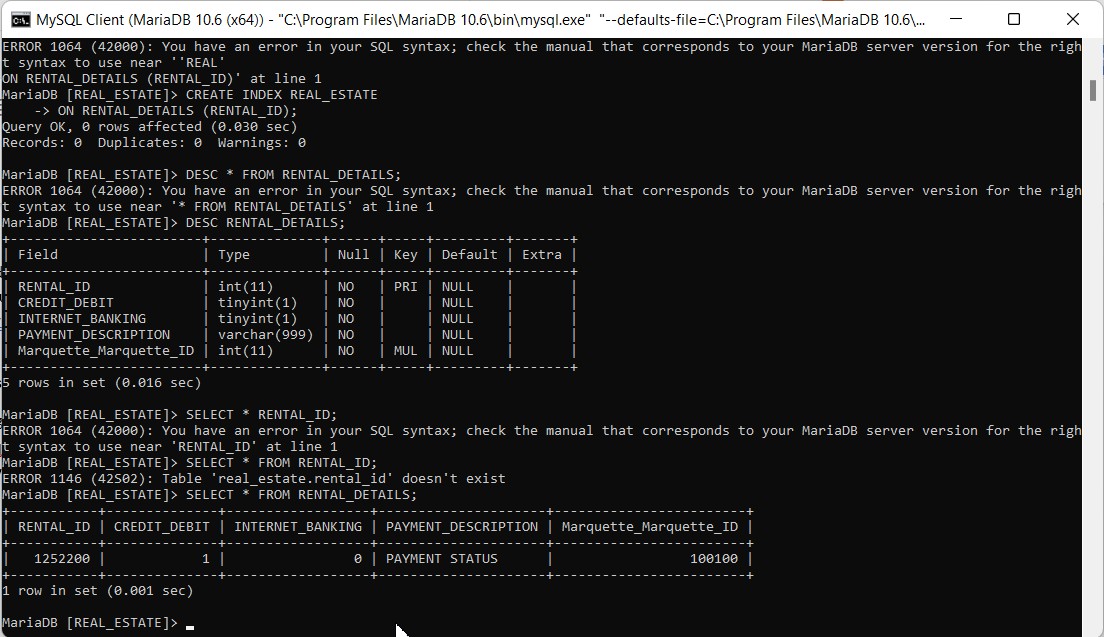 MySQL Client (MariaDB 10.6 (x64)) - "C:\Program Files\MariaDB 10.6\bin\mysql.exe"  "--defaults-file=C:\Program Files\MariaDB 10.6\...
ERROR 1064 (42000): You have an error in your SQL syntax; check the manual that corresponds to your MariaDB server version for the righ
t syntax to use near ''REAL'
ON RENTAL_DETAILS (RENTAL_ID)' at line 1
MariaDB [REAL_ESTATE]> CREATE INDEX REAL_ESTATE
    -> ON RENTAL_DETAILS (RENTAL_ID);
Query OK, 0 rows affected (0.030 sec)
Records: 0  Duplicates: 0  Warnings: 0

MariaDB [REAL_ESTATE]> DESC * FROM RENTAL_DETAILS;
ERROR 1064 (42000): You have an error in your SQL syntax; check the manual that corresponds to your MariaDB server version for the righ
t syntax to use near '* FROM RENTAL_DETAILS' at line 1
MariaDB [REAL_ESTATE]> DESC RENTAL_DETAILS;
+-------------------------+--------------+------+-----+---------+-------+
| Field                   | Type         | Null | Key | Default | Extra |
+-------------------------+--------------+------+-----+---------+-------+
| RENTAL_ID               | int(11)      | NO   | PRI | NULL    |       |
| CREDIT_DEBIT            | tinyint(1)   | NO   |     | NULL    |       |
| INTERNET_BANKING        | tinyint(1)   | NO   |     | NULL    |       |
| PAYMENT_DESCRIPTION     | varchar(999) | NO   |     | NULL    |       |
| Marquette_Marquette_ID | int(11)      | NO   | MUL | NULL    |       |
+-------------------------+--------------+------+-----+---------+-------+
5 rows in set (0.016 sec)

MariaDB [REAL_ESTATE]> SELECT * RENTAL_ID;
ERROR 1064 (42000): You have an error in your SQL syntax; check the manual that corresponds to your MariaDB server version for the righ
t syntax to use near 'RENTAL_ID' at line 1
MariaDB [REAL_ESTATE]> SELECT * FROM RENTAL_ID;
ERROR 1146 (42S02): Table 'real_estate.rental_id' doesn't exist
MariaDB [REAL_ESTATE]> SELECT * FROM RENTAL_DETAILS;
+-----------+--------------+------------------+---------------------+------------------------+
| RENTAL_ID | CREDIT_DEBIT | INTERNET_BANKING | PAYMENT_DESCRIPTION | Marquette_Marquette_ID |
+-----------+--------------+------------------+---------------------+------------------------+
|   1252200 |            1 |                0 | PAYMENT STATUS      |                 100100 |
+-----------+--------------+------------------+---------------------+------------------------+
1 row in set (0.001 sec)

MariaDB [REAL_ESTATE]> _